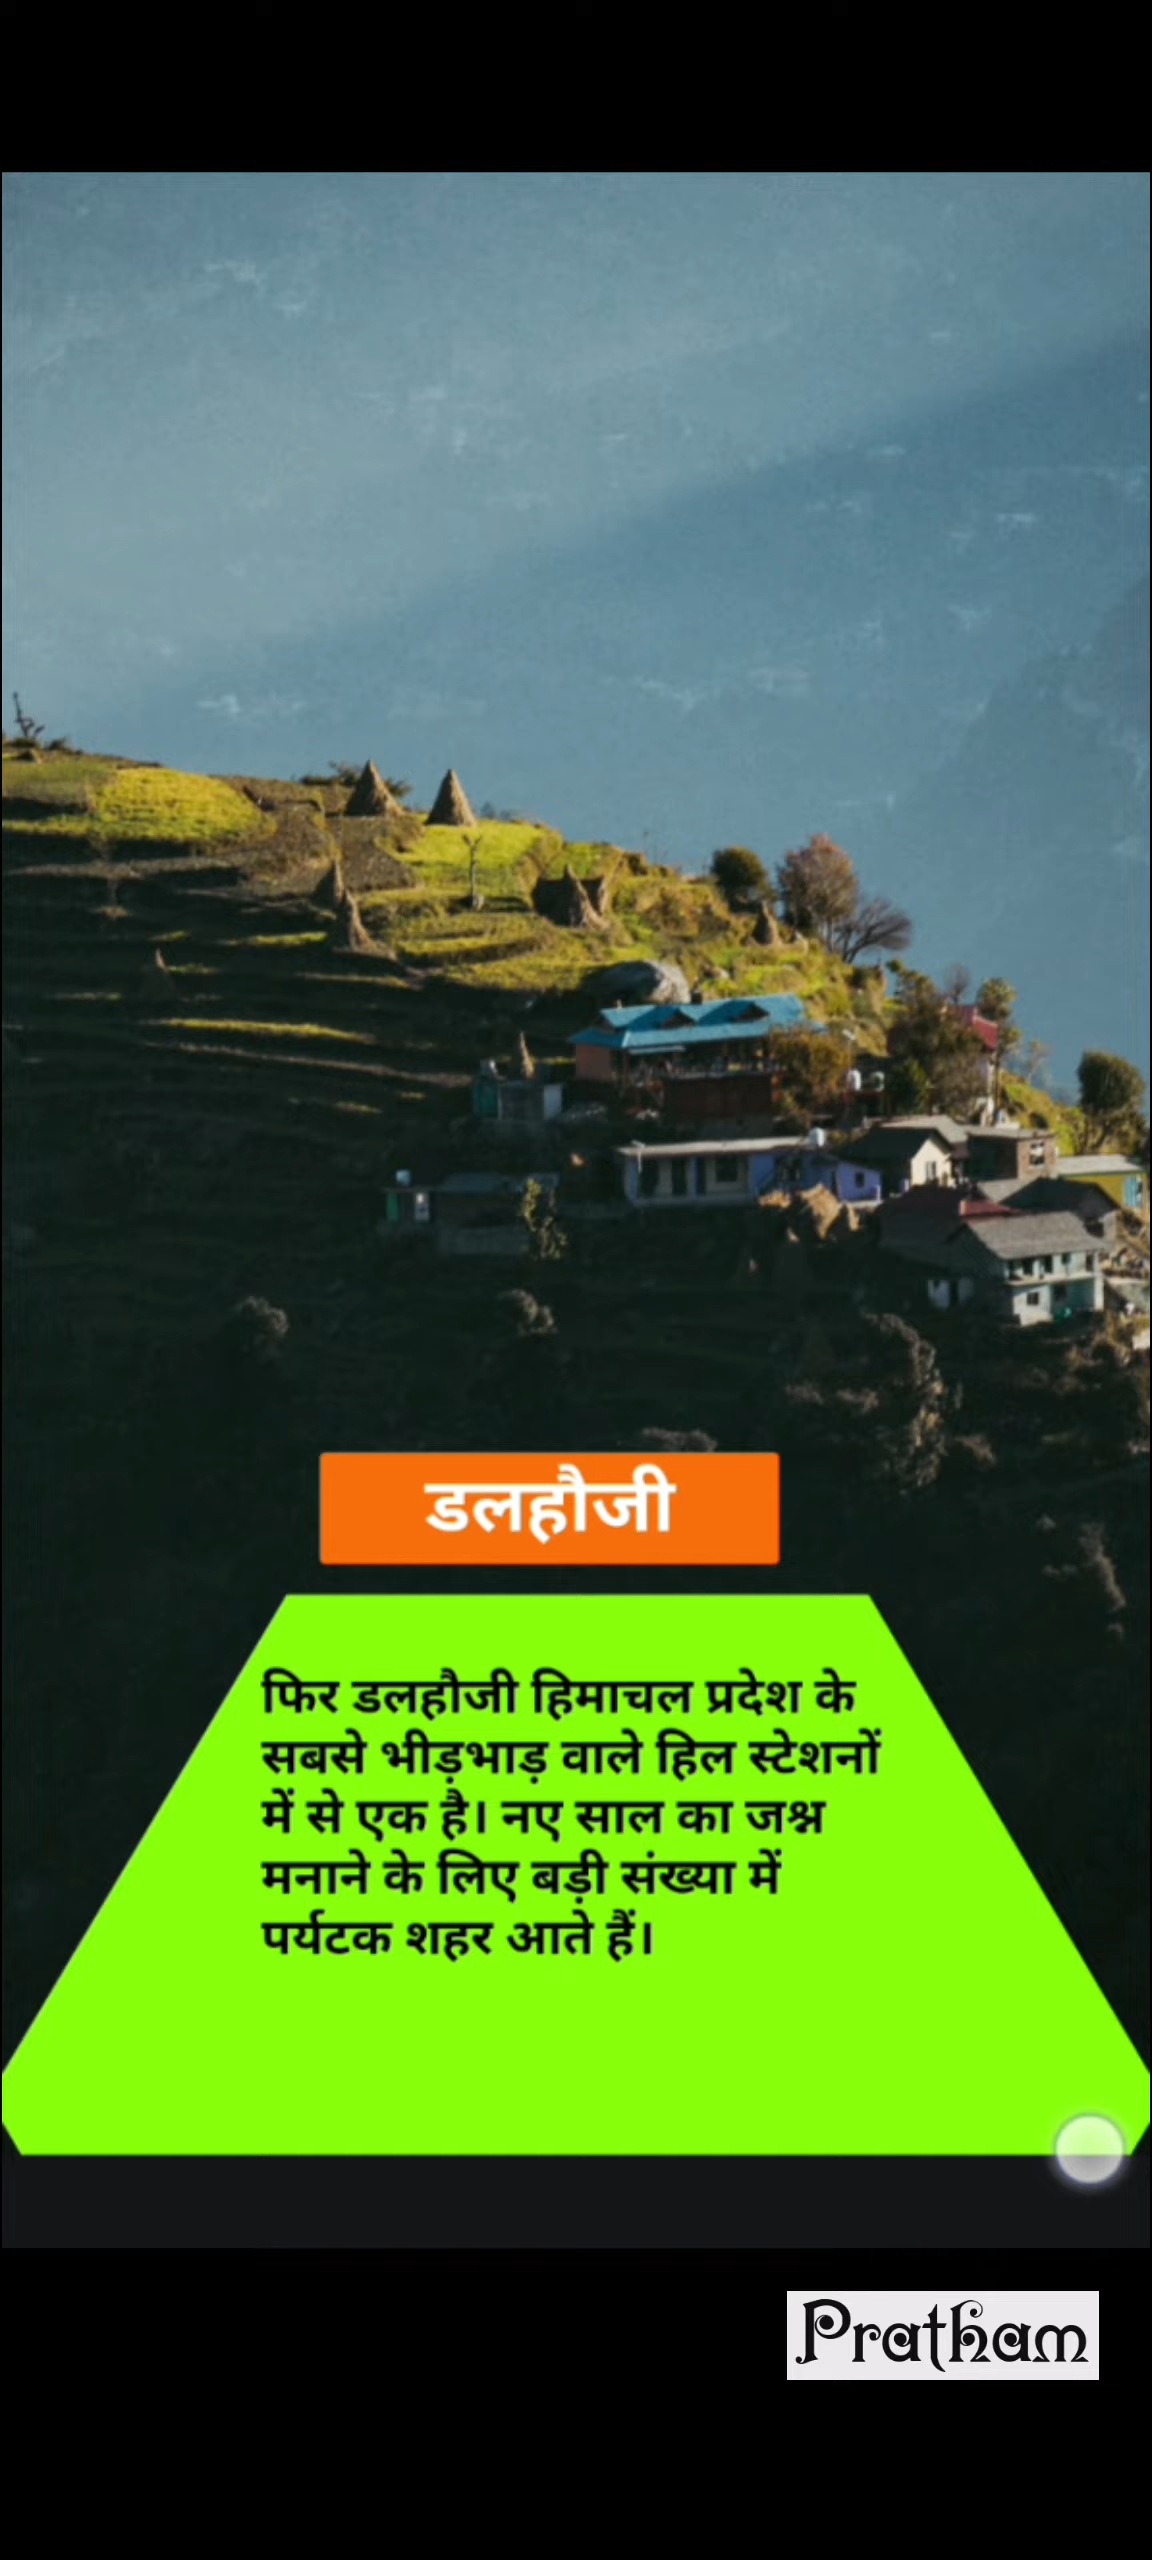 डलहौजी
फिर डलहौजी हिमाचल प्रदेश के
सबसे भीड़भाड़ वाले हिल स्टेशनों
में से एक है। नए साल का जश्न
मनाने के लिए बड़ी संख्या में
पर्यटक शहर आते हैं।
Pratham